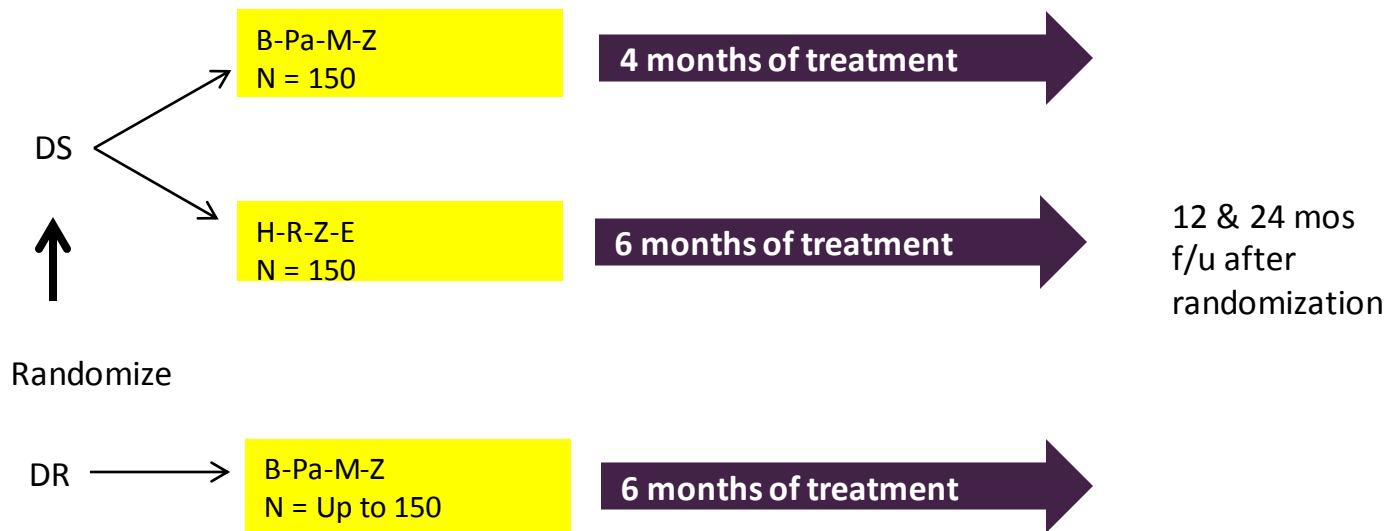 B-Pa-M-Z
N = 150
4 months of treatment
DS
H-R-Z-E
N = 150
6 months of treatment
12 & 24 mos
f/u after
randomization
Randomize
DR
B-Pa-M-Z
N = Up to 150
6 months of treatment